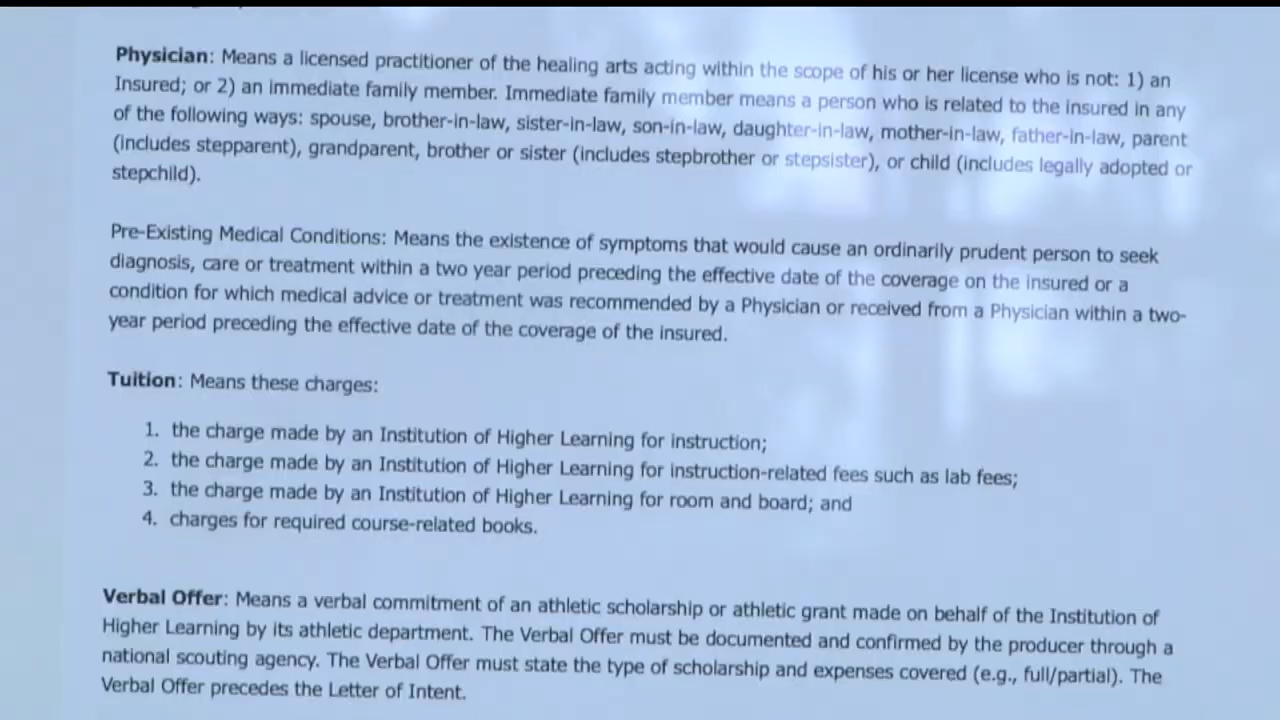 Physician: Means a licensed practitioner of the healing arts acting within the scope of his or her license who is not: 1) an
Insured; or 2) an immediate family member. Immediate family member means a person who is related to the insured in any
of the following ways: spouse, brother-in-law, sister-in-law, son-in-law, daughter-in-law, mother-in-law, father-in-law, parent
(includes stepparent), grandparent, brother or sister (includes stepbrother or stepsister), or child (includes legally adopted or
stepchild).
Pre-Existing Medical Conditions: Means the existence of symptoms that would cause an ordinarily prudent person to seek
diagnosis, care or treatment within a two year period preceding the effective date of the coverage on the insured or a
condition for which medical advice or treatment was recommended by a Physician or received from a Physician within a two-
year period preceding the effective date of the coverage of the insured.
Tuition: Means these charges:
1. the charge made by an Institution of Higher Learning for instruction;
2. the charge made by an Institution of Higher Learning for instruction-related fees such as lab fees;
3. the charge made by an Institution of Higher Learning for room and board; and
4. charges for required course-related books.
Verbal Offer: Means a verbal commitment of an athletic scholarship or athletic grant made on behalf of the Institution of
Higher Learning by its athletic department. The Verbal Offer must be documented and confirmed by the producer through a
national scouting agency. The Verbal Offer must state the type of scholarship and expenses covered (e.g., full/partial). The
Verbal Offer precedes the Letter of Intent.